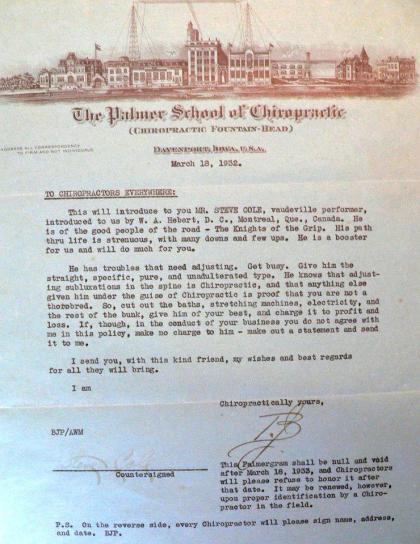 The Palmer School of Chiropractic
(CHIROPRACTIC FOUNTAIN-HEAD)
ADDRESS ALL CORRESPONDENCE
TO FIRM AND NOT INDIVIDUALS
DAVENPORT, IOWA, U.S.A.
March 18, 1932.
TO CHIROPRACTORS EVERYWHERE:
This will introduce to you MR. STEVE COLE, vaudeville performer,
introduced to us by W. A. Hebert, D. C., Montreal, Que., Canada. He
is of the good people of the road - The Knights of the Grip. His path
thru life is strenuous, with many downs and few ups. He is a booster
for us and will do much for you.
He has troubles that need adjusting. Get busy. Give him the
straight, specific, pure, and unadulterated type. He knows that adjust-
ing subluxations in the spine is Chiropractic, and that anything else
given him under the guise of Chiropractic is proof that you are not a
thorobred. So, cut out the baths, stretching machines, electricity, and
the rest of the bunk, give him of your best, and charge it to profit and
loss. If, though, in the conduct of your business you do not agree with
me in this policy, make no charge to him - make out a statement and send
it to me.
I send you, with this kind friend, my wishes and best regards
for all they will bring.
I am
Chiropractically yours,
BJ
BJP/AWM
Countersigned
This Palmergram shall be null and void
after March 18, 1933, and Chiropractors
will please refuse to honor it after
that date. It may be renewed, however,
upon proper identification by a Chiro-
practor in the field.
P.S. On the reverse side, every Chiropractor will please sign name, address,
and date. BJP.